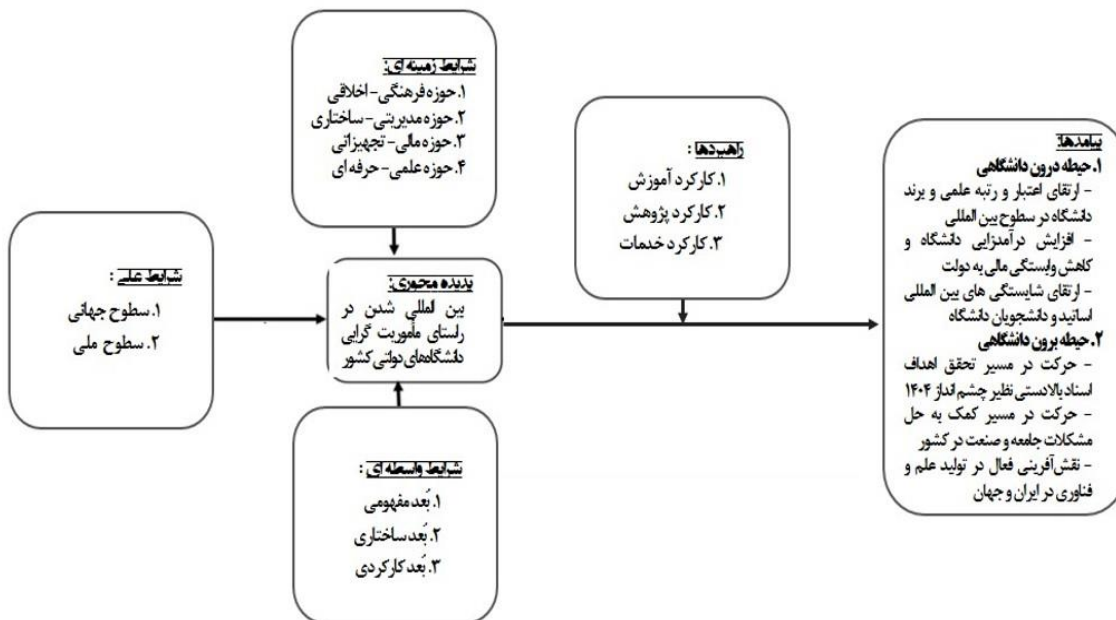 شرایط زمینه ای:
۱.حوزه فرهنگی- اخلاقی
۲.حوزه مدیریتی- ساختاری
۳.حوزه مالی- تجهیزاتی
۴.حوزه علمی- حرفه ای
راهبردها :
۱.کارکرد آموزش
۲.کارکرد پژوهش
۳.کارکرد خدمات
شرایط علی :
۱.سطوح جهانی
۲.سطوح ملی
پدیده محوری:
بین المللی شدن در
راستای مأموریت گرایی
دانشگاه‌های دولتی کشور
شرایط واسطه ای :
۱.بُعد مفهومی
۲.بُعد ساختاری
۳.بُعد کارکردی
پیامدها:
۱.حیطه درون دانشگاهی
- ارتقای اعتبار و رتبه علمی و برند
دانشگاه در سطوح بین المللی
- افزایش درآمدزایی دانشگاه و
کاهش وابستگی مالی به دولت
- ارتقای شایستگی های بین المللی
اساتید و دانشجویان دانشگاه
۲.حیطه برون دانشگاهی
- حرکت در مسیر تحقق اهداف
اسناد بالادستی نظیر چشم انداز ۱۴۰۴
- حرکت در مسیر کمک به حل
مشکلات جامعه و صنعت در کشور
- نقش‌آفرینی فعال در تولید علم و
فناوری در ایران و جهان